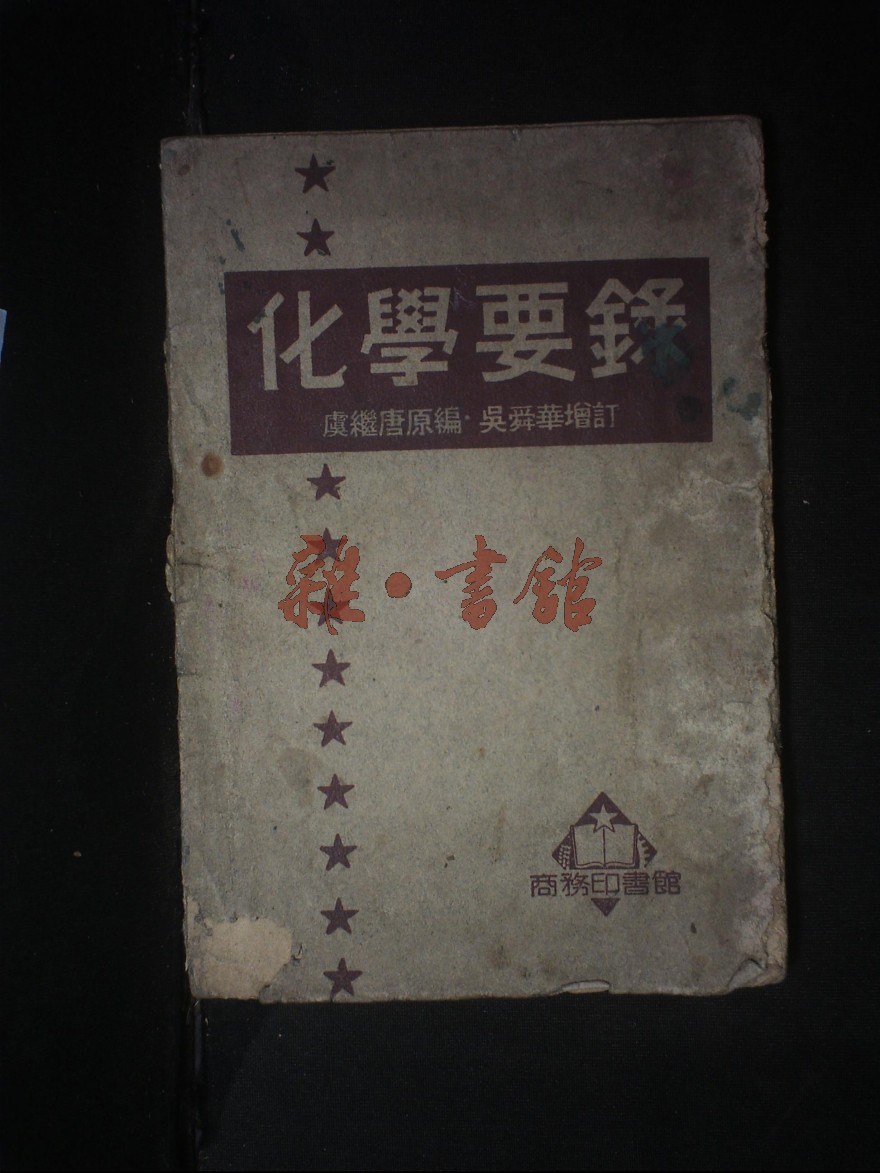 化學要錄
虞繼唐原編·吳舜華增訂
雜·書館
商務印書館